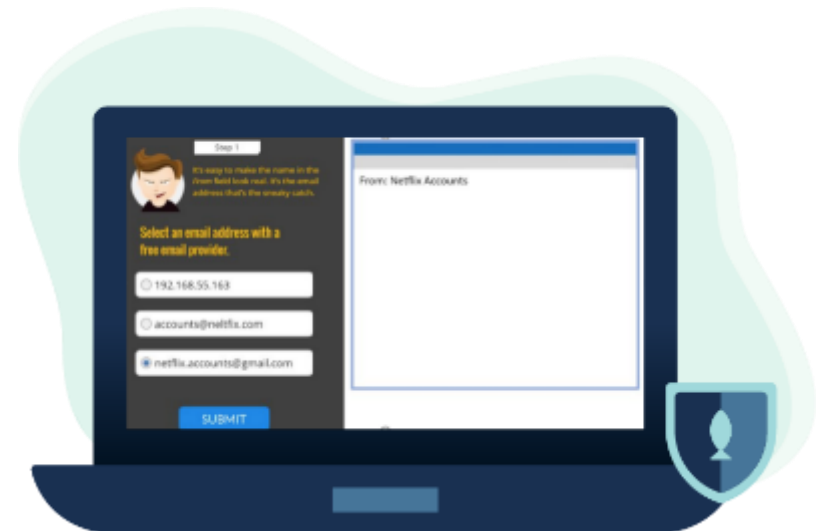 Step 1
It's easy to make the name in the
From field look real. It's the email
address that's the sneaky catch.
Select an email address with a
free email provider.
192.168.55.163
accounts@neltfix.com
netflix.accounts@gmail.com
SUBMIT
From: Netflix Accounts